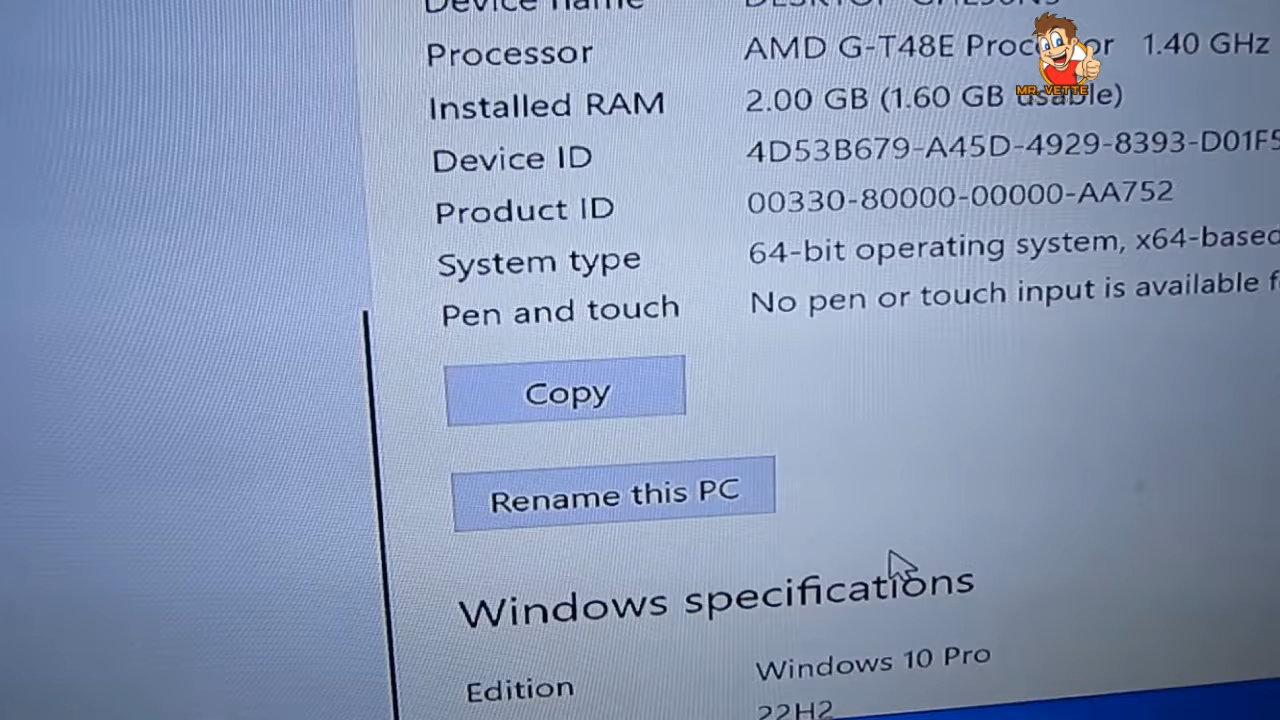 Device name
Processor AMD G-T48E Processor 1.40 GHz
MR. VETTE
Installed RAM 2.00 GB (1.60 GB usable)
Device ID 4D53B679-A45D-4929-8393-D01F5
Product ID 00330-80000-00000-AA752
System type 64-bit operating system, x64-based
Pen and touch No pen or touch input is available f
Copy
Rename this PC
Windows specifications
Edition Windows 10 Pro
22H2